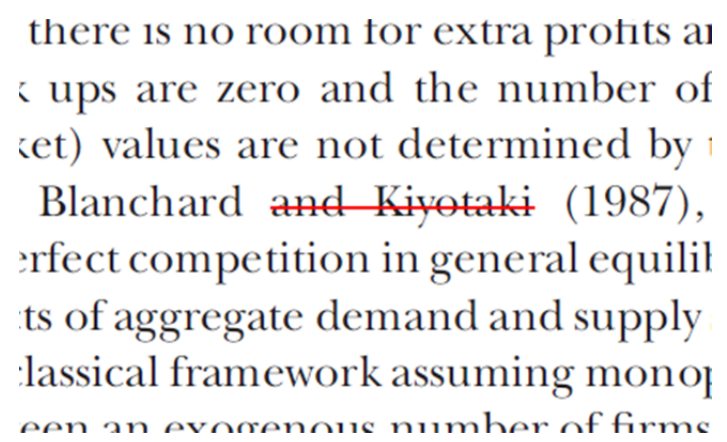 there is no room for extra profits
ups are zero and the number of
values are not determined by
Blanchard and Kiyotaki (1987),
competition in general
of aggregate demand and supply
framework assuming
an exogenous number of firms